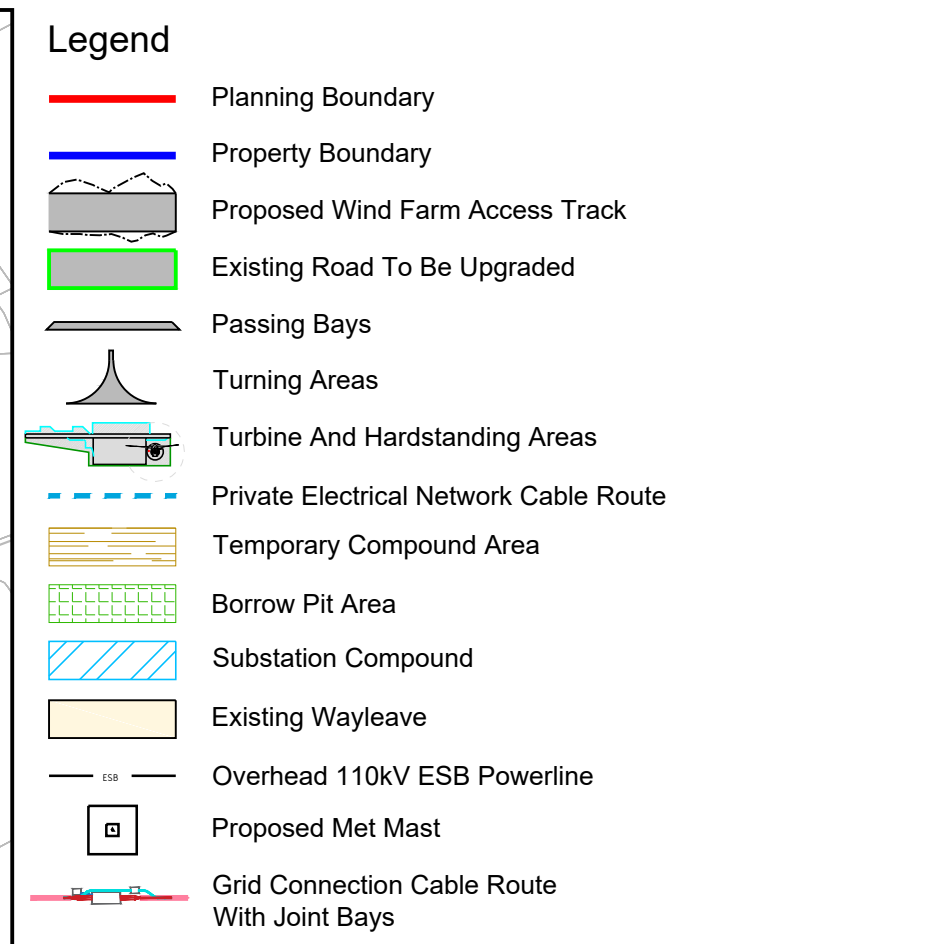 Legend
Planning Boundary
Property Boundary
Proposed Wind Farm Access Track
Existing Road To Be Upgraded
Passing Bays
Turning Areas
Turbine And Hardstanding Areas
Private Electrical Network Cable Route
Temporary Compound Area
Borrow Pit Area
Substation Compound
Existing Wayleave
ESB Overhead 110kV ESB Powerline
Proposed Met Mast
Grid Connection Cable Route
With Joint Bays